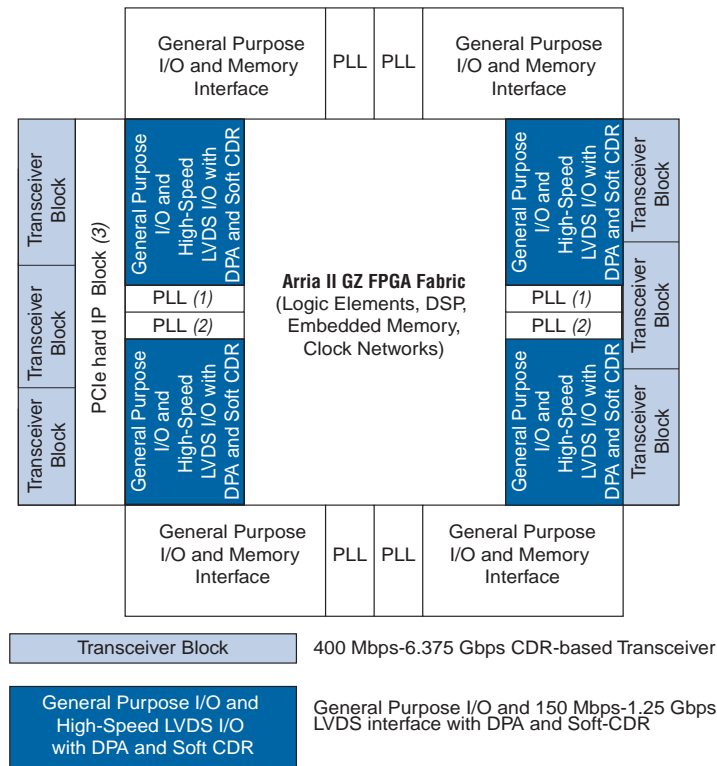 General Purpose
I/O and Memory
Interface
PLL
PLL
General Purpose
I/O and Memory
Interface
Transceiver
Block
Transceiver
Block
Transceiver
Block
PCIe hard IP Block (3)
General Purpose
I/O and
High-Speed
LVDS I/O with
DPA and Soft CDR
PLL (1)
PLL (2)
General Purpose
I/O and
High-Speed
LVDS I/O with
DPA and Soft CDR
Arria II GZ FPGA Fabric
(Logic Elements, DSP,
Embedded Memory,
Clock Networks)
General Purpose
I/O and
High-Speed
LVDS I/O with
DPA and Soft CDR
PLL (1)
PLL (2)
General Purpose
I/O and
High-Speed
LVDS I/O with
DPA and Soft CDR
Transceiver
Block
Transceiver
Block
Transceiver
Block
General Purpose
I/O and Memory
Interface
PLL
PLL
General Purpose
I/O and Memory
Interface
Transceiver Block
400 Mbps-6.375 Gbps CDR-based Transceiver
General Purpose I/O and
High-Speed LVDS I/O
with DPA and Soft CDR
General Purpose I/O and 150 Mbps-1.25 Gbps
LVDS interface with DPA and Soft-CDR